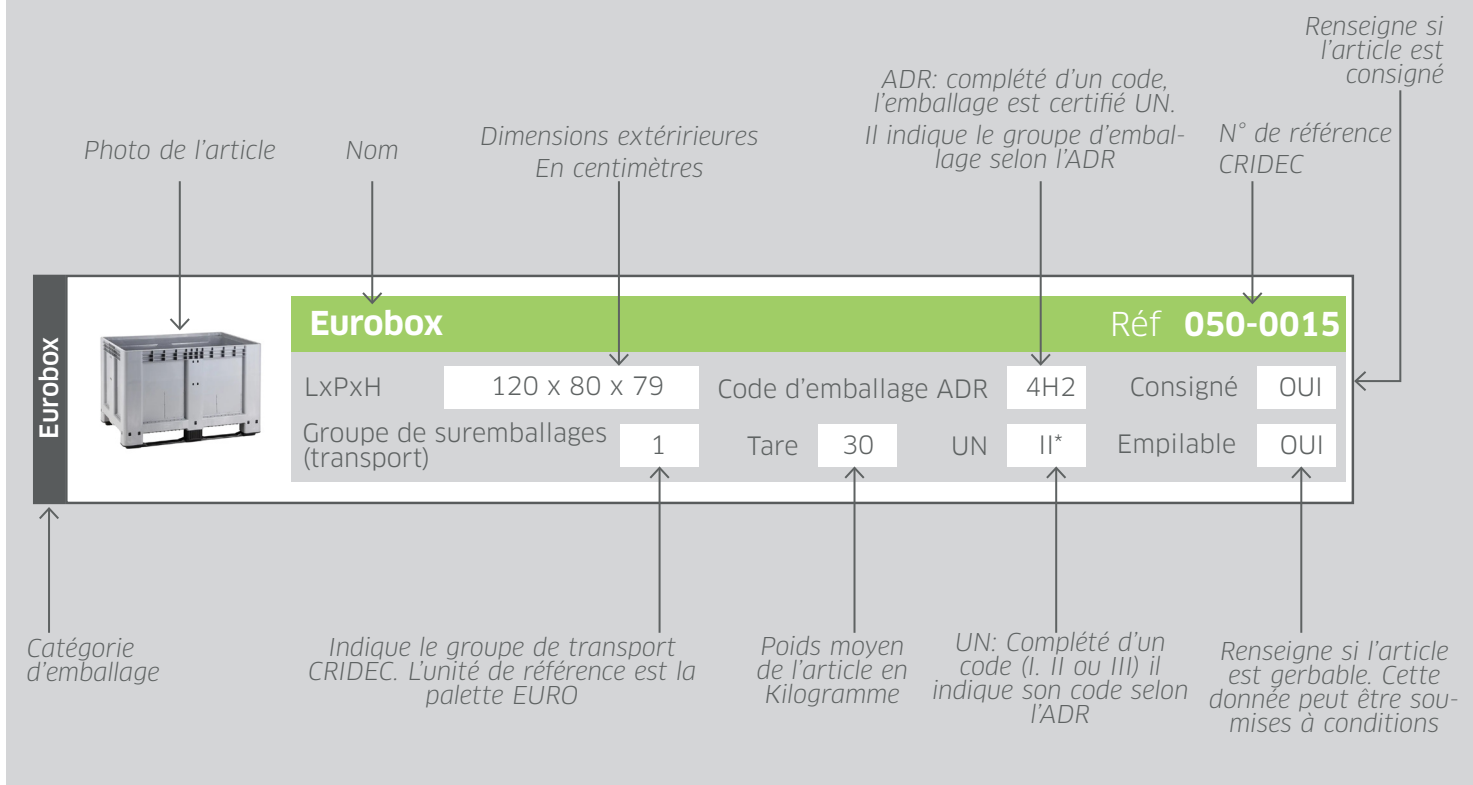 Renseigne si
l'article est
consigné
ADR: complété d'un code,
l'emballage est certifié UN.
Il indique le groupe d'embal-
lage selon l'ADR
N° de référence
CRIDEC
Dimensions extéririeures
En centimètres
Photo de l'article
Nom
Eurobox
Eurobox
Réf 050-0015
LxPxH 120 x 80 x 79 Code d'emballage ADR 4H2 Consigné OUI
Groupe de suremballages
(transport) 1 Tare 30 UN II* Empilable OUI
Catégorie
d'emballage
Indique le groupe de transport
CRIDEC. L'unité de référence est la
palette EURO
Poids moyen
de l'article en
Kilogramme
UN: Complété d'un
code (I. II ou III) il
indique son code selon
l'ADR
Renseigne si l'article
est gerbable. Cette
donnée peut être sou-
mises à conditions